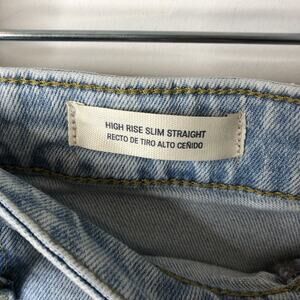 HIGH RISE SLIM STRAIGHT
RECTO DE TIRO ALTO CEÑIDO